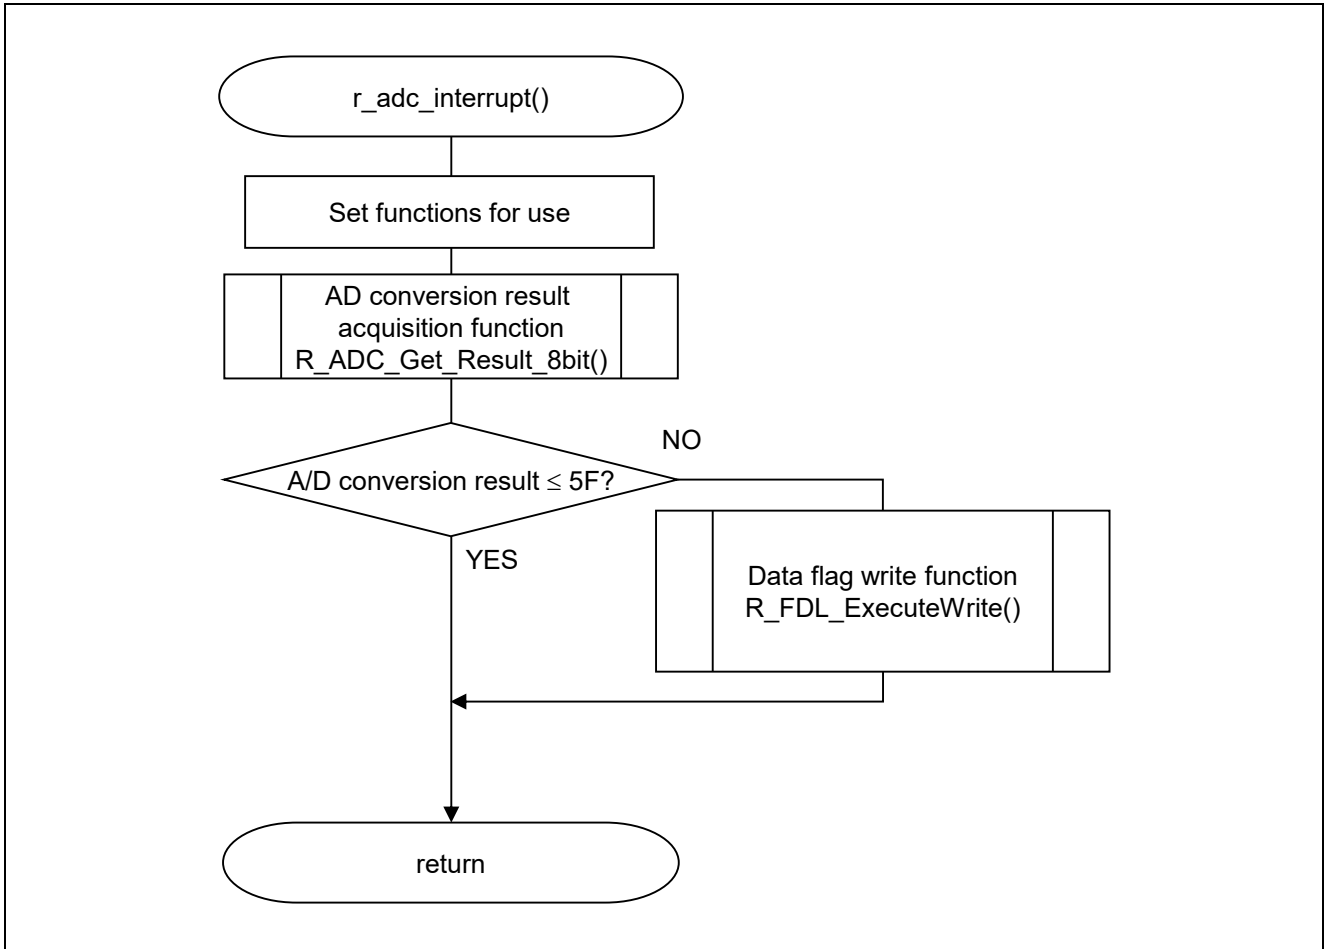 r_adc_interrupt()
Set functions for use
AD conversion result
acquisition function
R_ADC_Get_Result_8bit()
NO
A/D conversion result ≤ 5F?
YES
Data flag write function
R_FDL_ExecuteWrite()
return